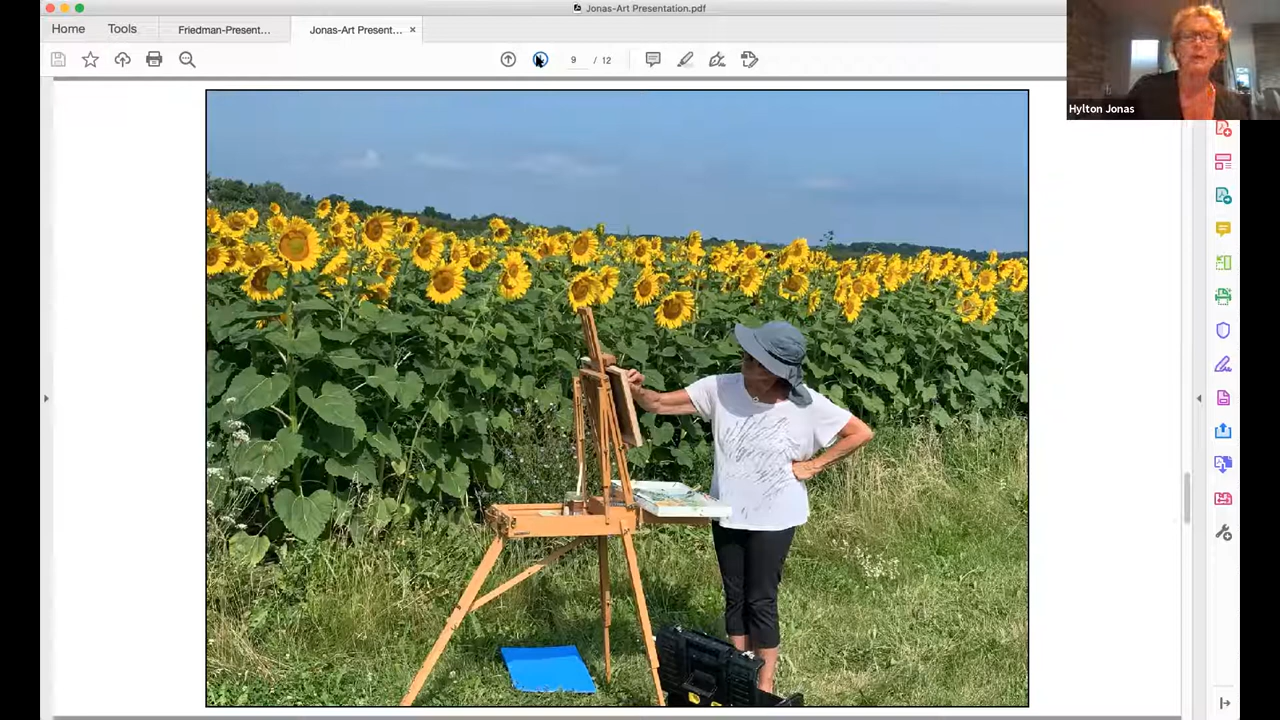 Jonas-Art Presentation.pdf
Home
Tools
Friedman-Present...
Jonas-Art Present...
9 / 12
Hylton Jonas